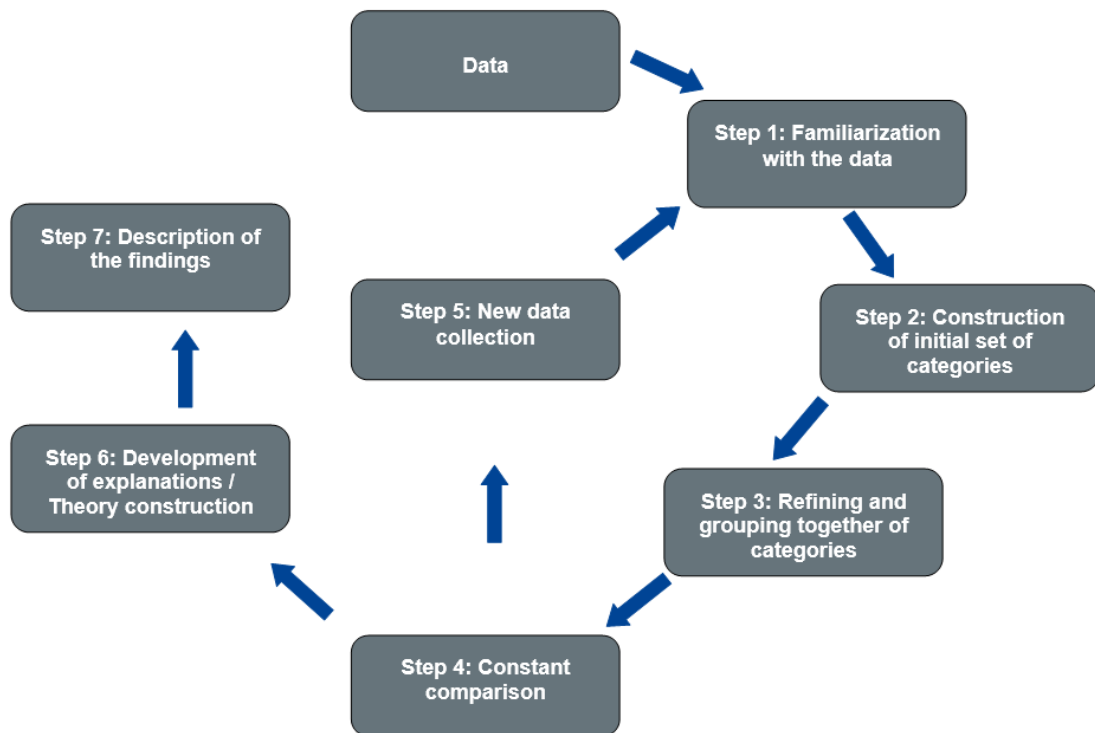 Data
Step 1: Familiarization
with the data
Step 2: Construction
of initial set of
categories
Step 3: Refining and
grouping together of
categories
Step 4: Constant
comparison
Step 5: New data
collection
Step 6: Development
of explanations /
Theory construction
Step 7: Description of
the findings